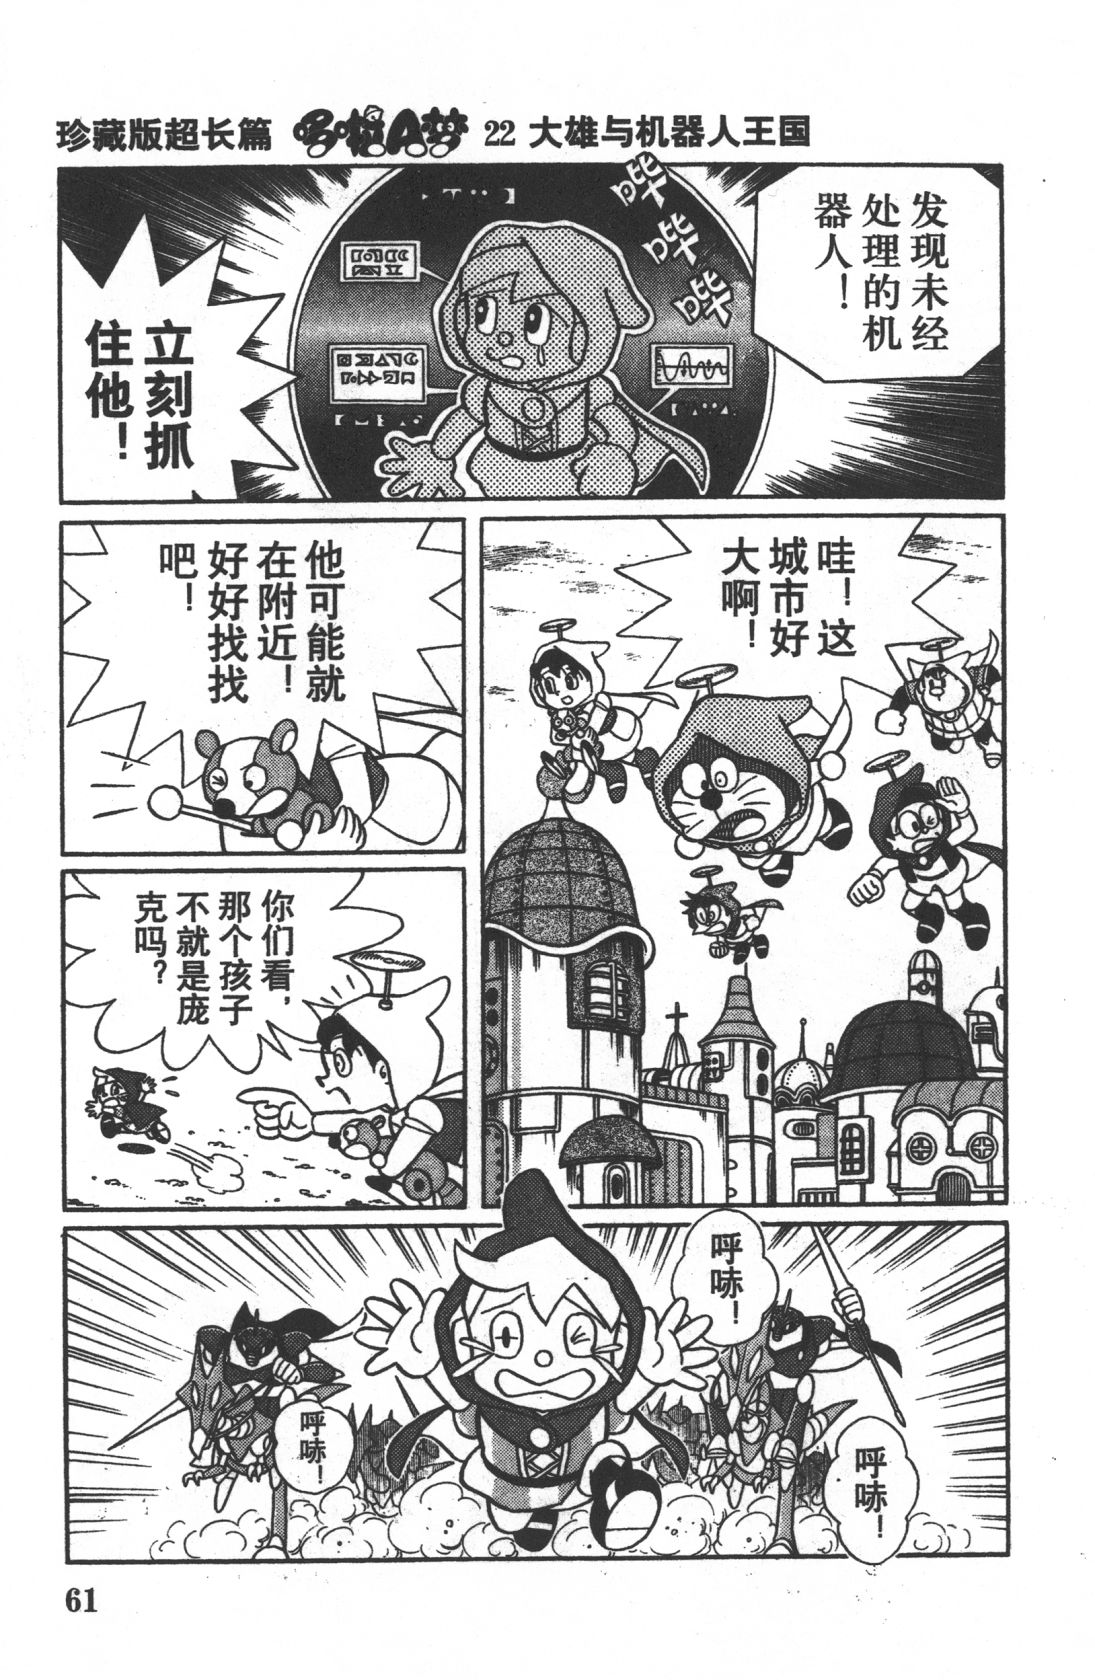 珍藏版超长篇 哆啦A梦 22 大雄与机器人王国
发现未经
处理的机
器人！
哔
哔
哔
立刻抓
住他！
哇！这
城市好
大啊！
他可能就
在附近！
好好找找
吧！
你们看，
那个孩子
不就是庞
克吗？
呼哧！
呼哧！
呼哧！
61